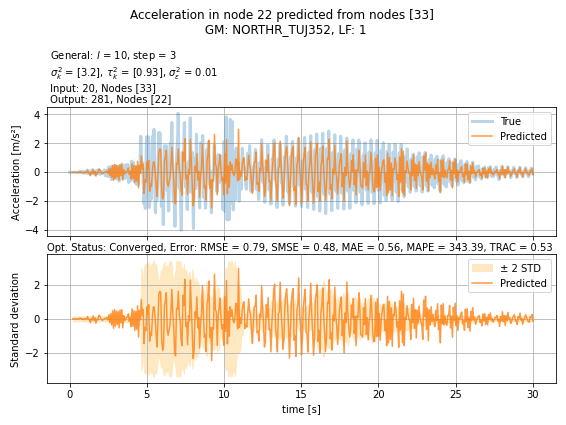 Acceleration in node 22 predicted from nodes [33]
GM: NORTHR_TUJ352, LF: 1
General: l = 10, step = 3
σ²ₖ = [3.2], τ²ₖ = [0.93], σ²ε = 0.01
Input: 20, Nodes [33]
Output: 281, Nodes [22]
Acceleration [m/s²]
4
2
0
−2
−4
True
Predicted
Opt. Status: Converged, Error: RMSE = 0.79, SMSE = 0.48, MAE = 0.56, MAPE = 343.39, TRAC = 0.53
Standard deviation
2
0
−2
± 2 STD
Predicted
0 5 10 15 20 25 30
time [s]